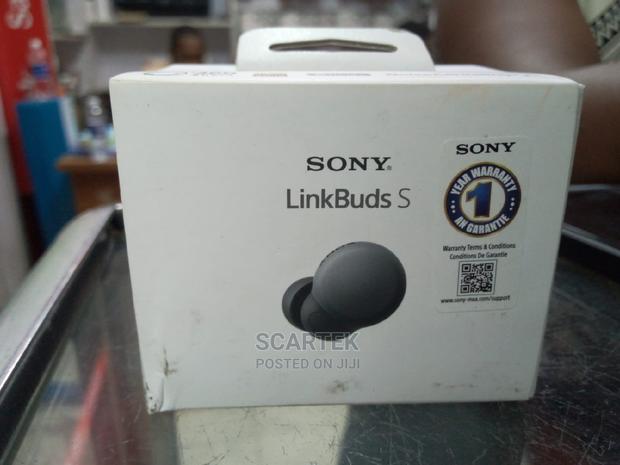 SONY
LinkBuds S
SONY
YEAR WARRANTY
1
AN GARANTIE
Warranty Terms & Conditions
Conditions De Garantie
www.sony-mea.com/support
SCARTEK
POSTED ON JIJI